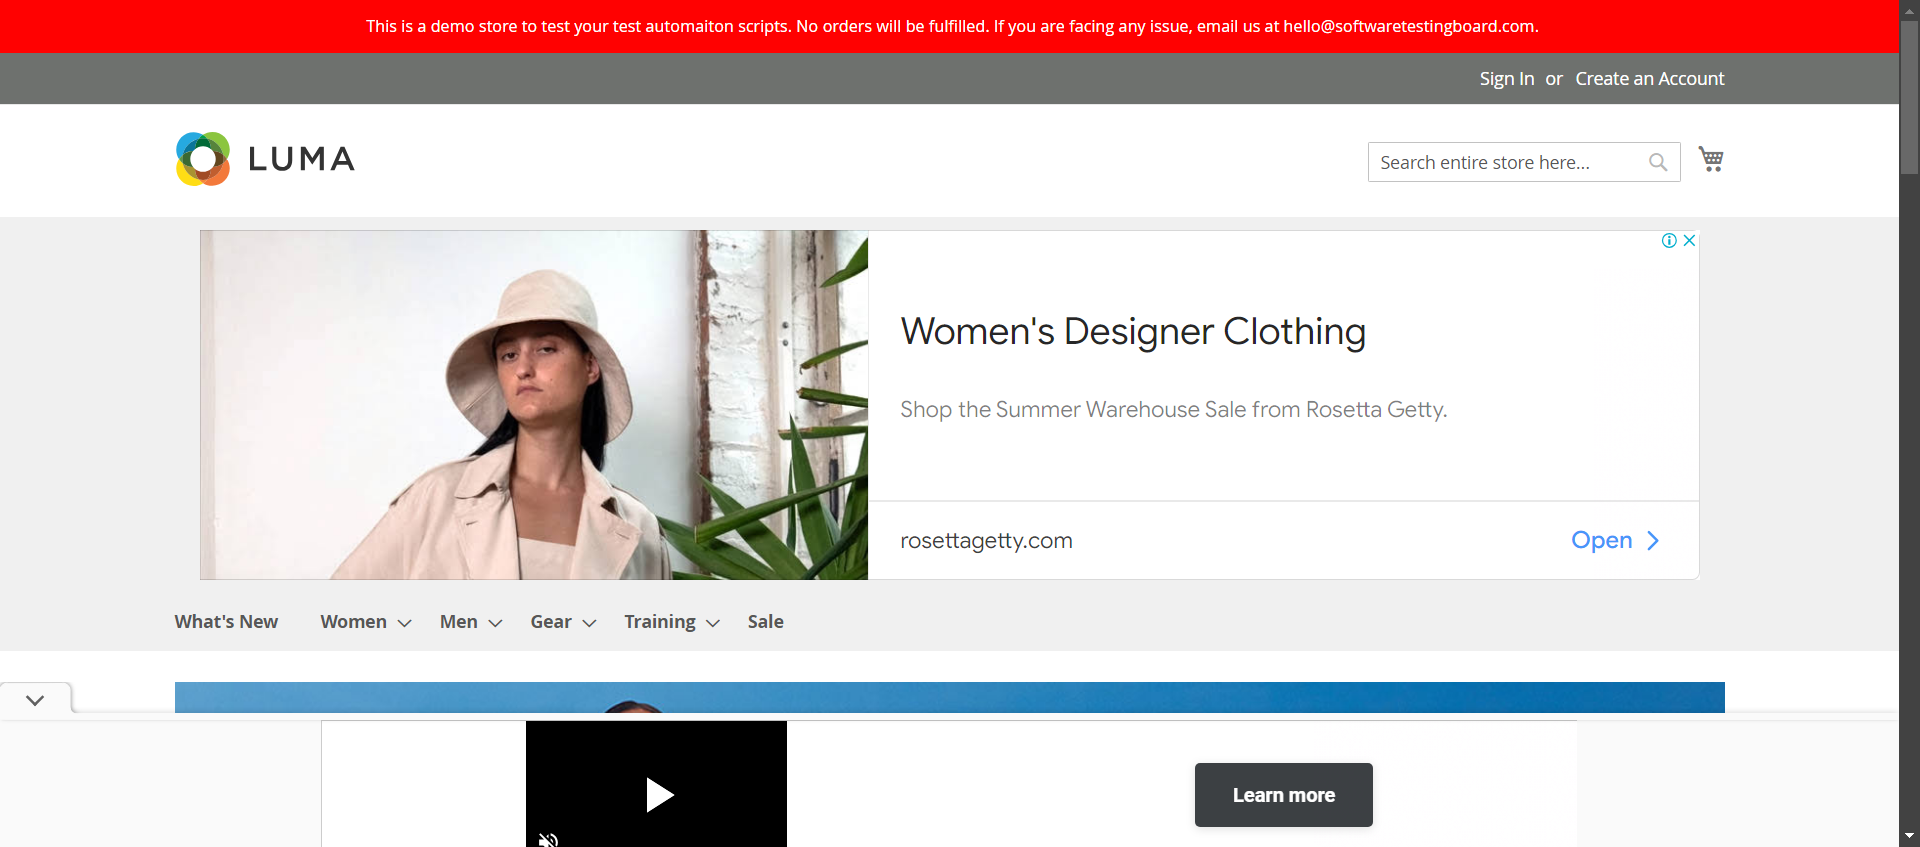 This is a demo store to test your test automaiton scripts. No orders will be fulfilled. If you are facing any issue, email us at hello@softwaretestingboard.com.
Sign In or Create an Account
LUMA
Search entire store here...
Women's Designer Clothing
Shop the Summer Warehouse Sale from Rosetta Getty.
rosettagetty.com
Open
What's New Women Men Gear Training Sale
Learn more